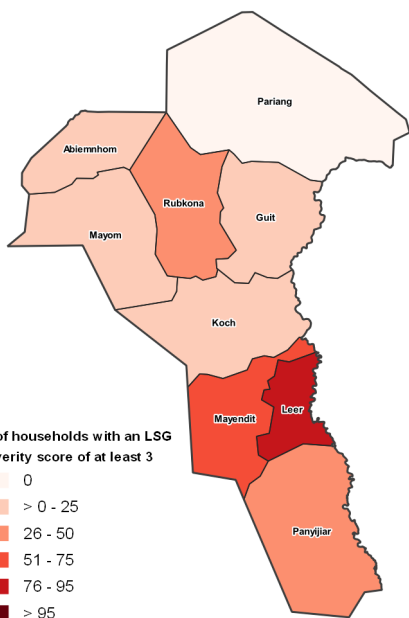 Pariang
Abiemnhom
Rubkona
Guit
Mayom
Koch
Mayendit
Leer
Panyijiar
of households with an LSG
verity score of at least 3
0
> 0 - 25
26 - 50
51 - 75
76 - 95
> 95